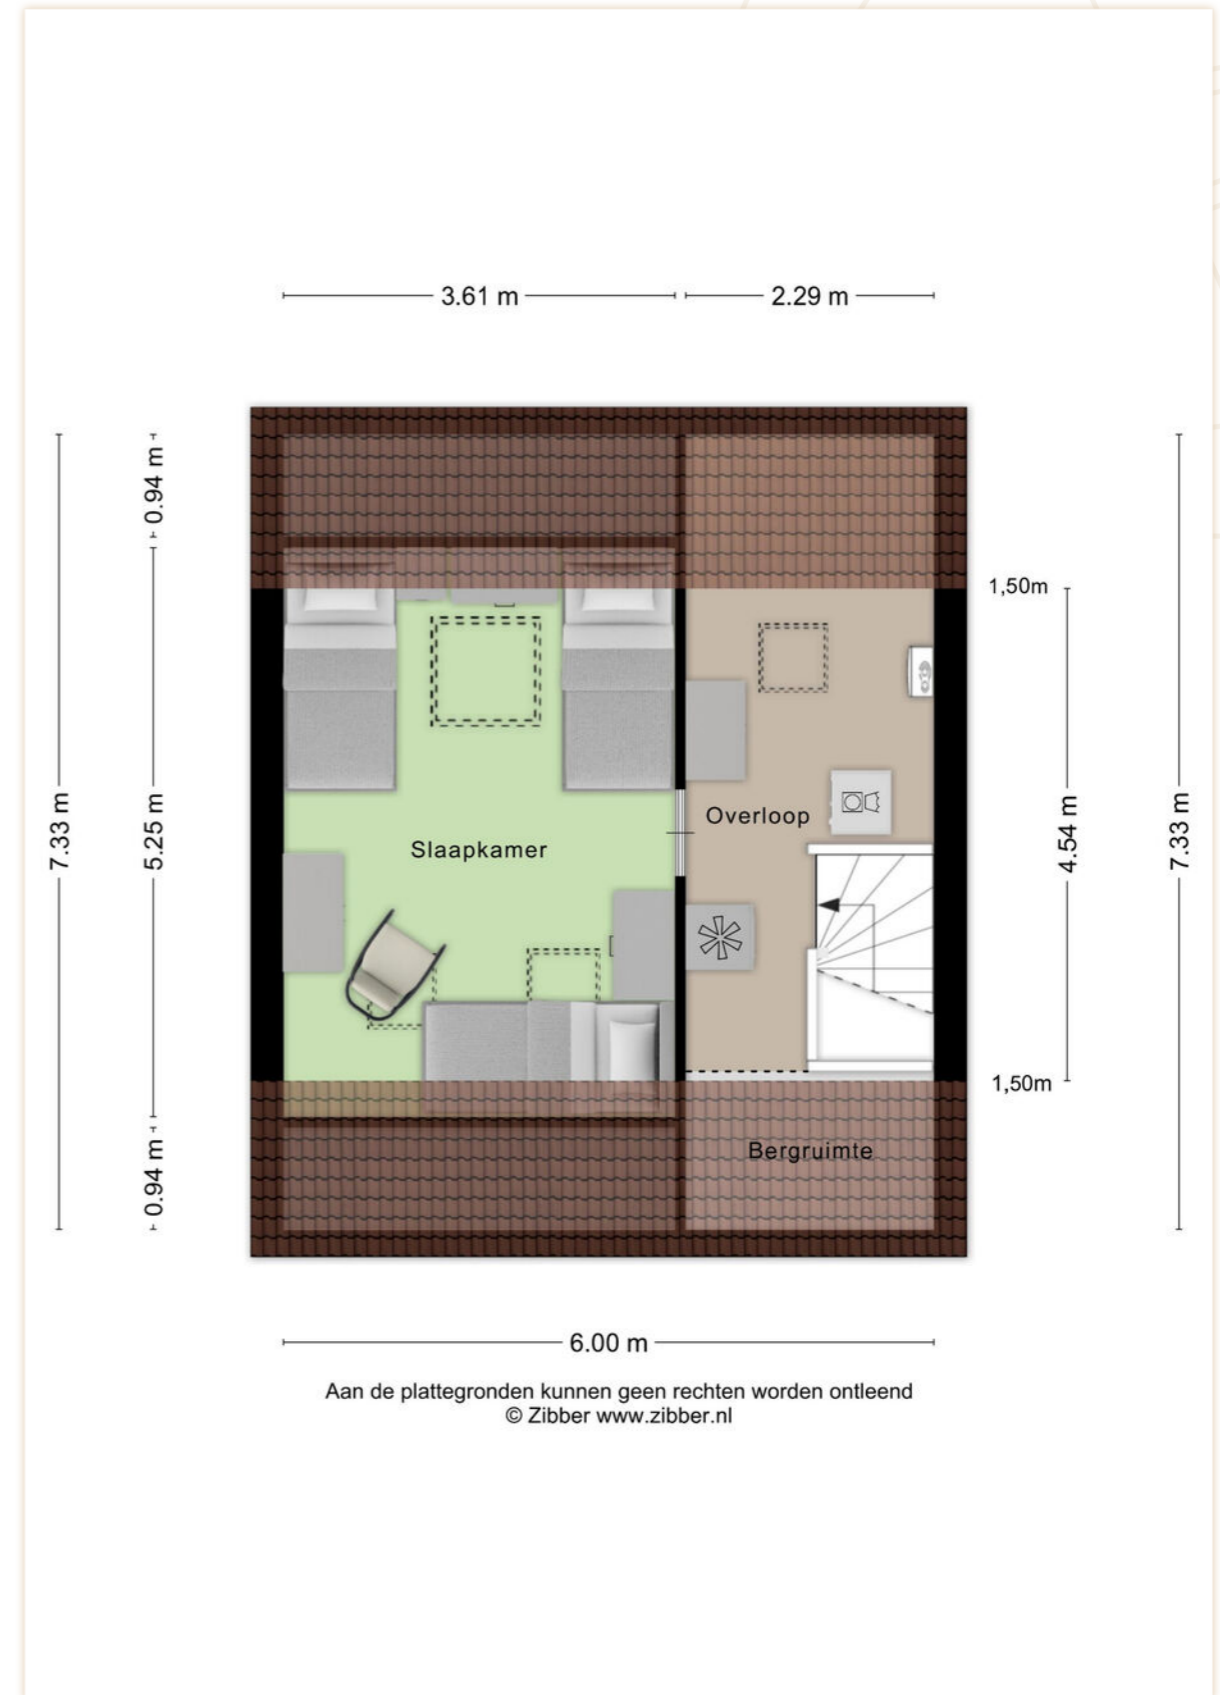 3.61 m
2.29 m
0.94 m
1,50m
7.33 m
5.25 m
Slaapkamer
Overloop
4.54 m
7.33 m
1,50m
0.94 m
Bergruimte
6.00 m
Aan de plattegronden kunnen geen rechten worden ontleend
© Zibber www.zibber.nl